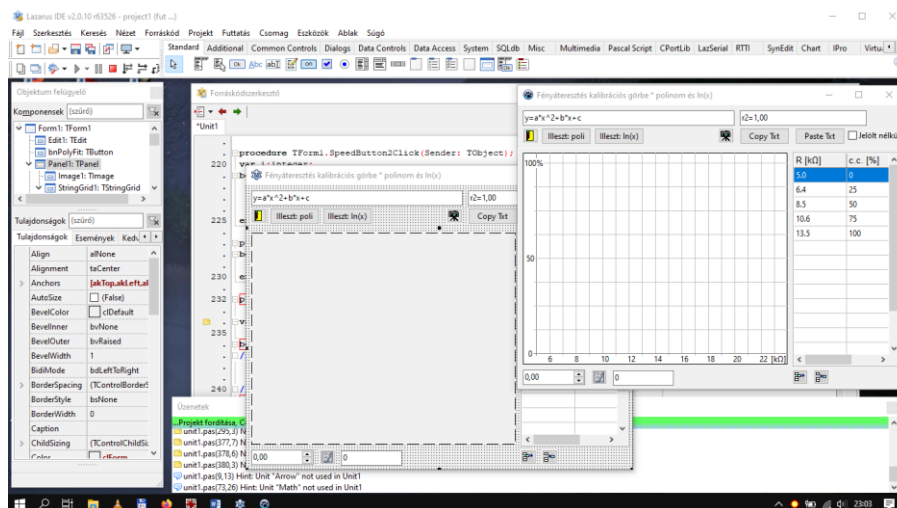 Lazarus IDE v2.0.10 r63526 - project1 (fut ...)
Fájl Szerkesztés Keresés Nézet Forráskód Projekt Futtatás Csomag Eszközök Ablak Súgó
Standard Additional Common Controls Dialogs Data Controls Data Access System SQLdb Misc Multimedia Pascal Script CPortLib LazSerial RTTI SynEdit Chart IPro Virtu
Ok Abc abI on
Objektum felügyelő
Komponensek (szűrő)
Form1: TForm1
Edit1: TEdit
bnPolyFit: TButton
Panel1: TPanel
Image1: TImage
StringGrid1: TStringGrid
Tulajdonságok (szűrő)
Tulajdonságok Események Kedv
Align alNone
Alignment taCenter
Anchors [akTop,akLeft,ak
AutoSize (False)
BevelColor clDefault
BevelInner bvNone
BevelOuter bvRaised
BevelWidth 1
BidiMode bdLeftToRight
BorderSpacing (TControlBorderS
BorderStyle bsNone
BorderWidth 0
Caption
ChildSizing (TControlChildSi
Color clForm
Forráskódszerkesztő
*Unit1
procedure TForm1.SpeedButton2Click(Sender: TObject);
220 var i:integer;
225
230
232
235
240
Fényáteresztés kalibrációs görbe * polinom és ln(x)
y=a*x^2+b*x+c r2=1,00
Illeszt: poli Illeszt: ln(x) Copy Txt
0,00 0
Fényáteresztés kalibrációs görbe * polinom és ln(x)
y=a*x^2+b*x+c r2=1,00
Illeszt: poli Illeszt: ln(x) Copy Txt Paste Txt Jelölt nélkü
R [kΩ] c.c. [%]
5.0 0
6.4 25
8.5 50
10.6 75
13.5 100
100%
50
0
6 8 10 12 14 16 18 20 22 [kΩ]
0,00 0
Üzenetek
Projekt fordítása, C
unit1.pas(295,3) N
unit1.pas(377,7) N
unit1.pas(378,6) N
unit1.pas(380,3) N
unit1.pas(9,13) Hint: Unit "Arrow" not used in Unit1
unit1.pas(73,26) Hint: Unit "Math" not used in Unit1
23:03